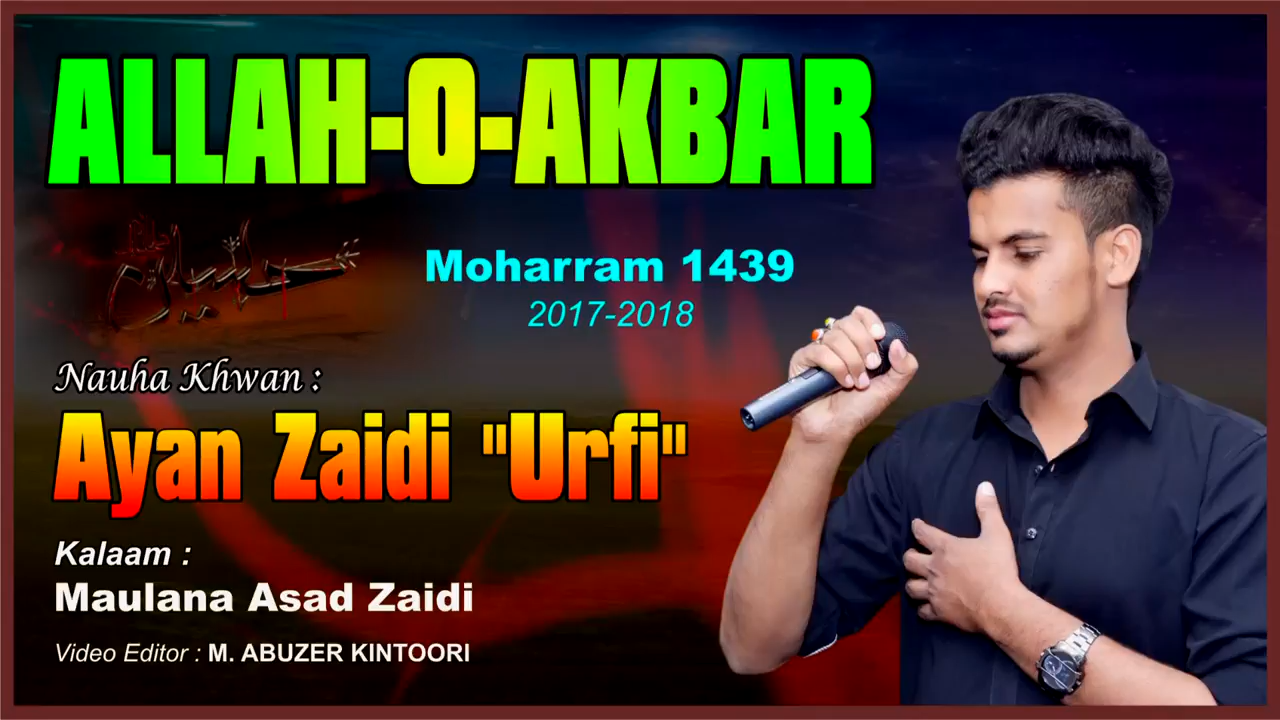 ALLAH-O-AKBAR
حسین
Moharram 1439
2017-2018
Nauha Khwan :
Ayan Zaidi "Urfi"
Kalaam :
Maulana Asad Zaidi
Video Editor : M. ABUZER KINTOORI